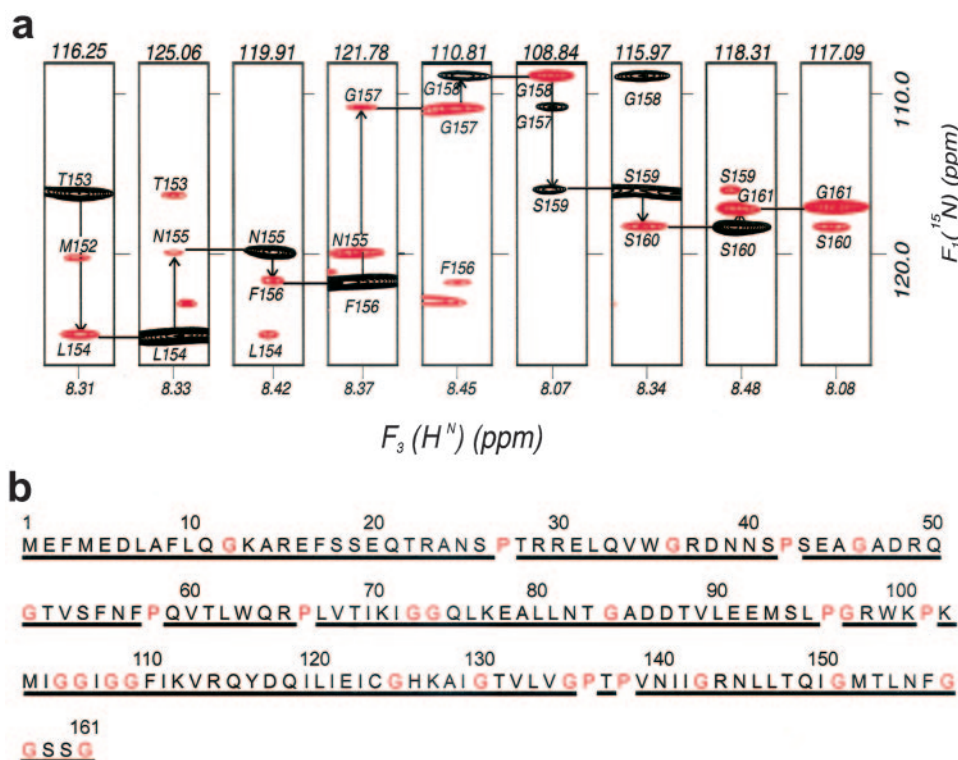 a
116.25 125.06 119.91 121.78 110.81 108.84 115.97 118.31 117.09
G157 G158 G158 G158 110.0
G157 G157
T153 T153 S159 S159 S159 G161 G161
M152 N155 N155 N155 S160 S160 S160
F156 F156 F156 120.0
L154 L154 L154
8.31 8.33 8.42 8.37 8.45 8.07 8.34 8.48 8.08
F₁(¹⁵N) (ppm)
F₃ (Hᴺ) (ppm)
b
1 10 20 30 40 50
MEFMEDLAFLQGKAREFSSEQTRANSPTRRELQVWGRDNNSPSEAGADRQ
60 70 80 90 100
GTVSFNFPQVTLWQRPLVTIKIGGQLKEALLNTGADDTVLEEMSLPGRWKPK
110 120 130 140 150
MIGGIGGFIKVRQYDQILIEICGHKAIGTVLVGPTPVNIIGRNLLTQIGMTLNFG
161
GSSG